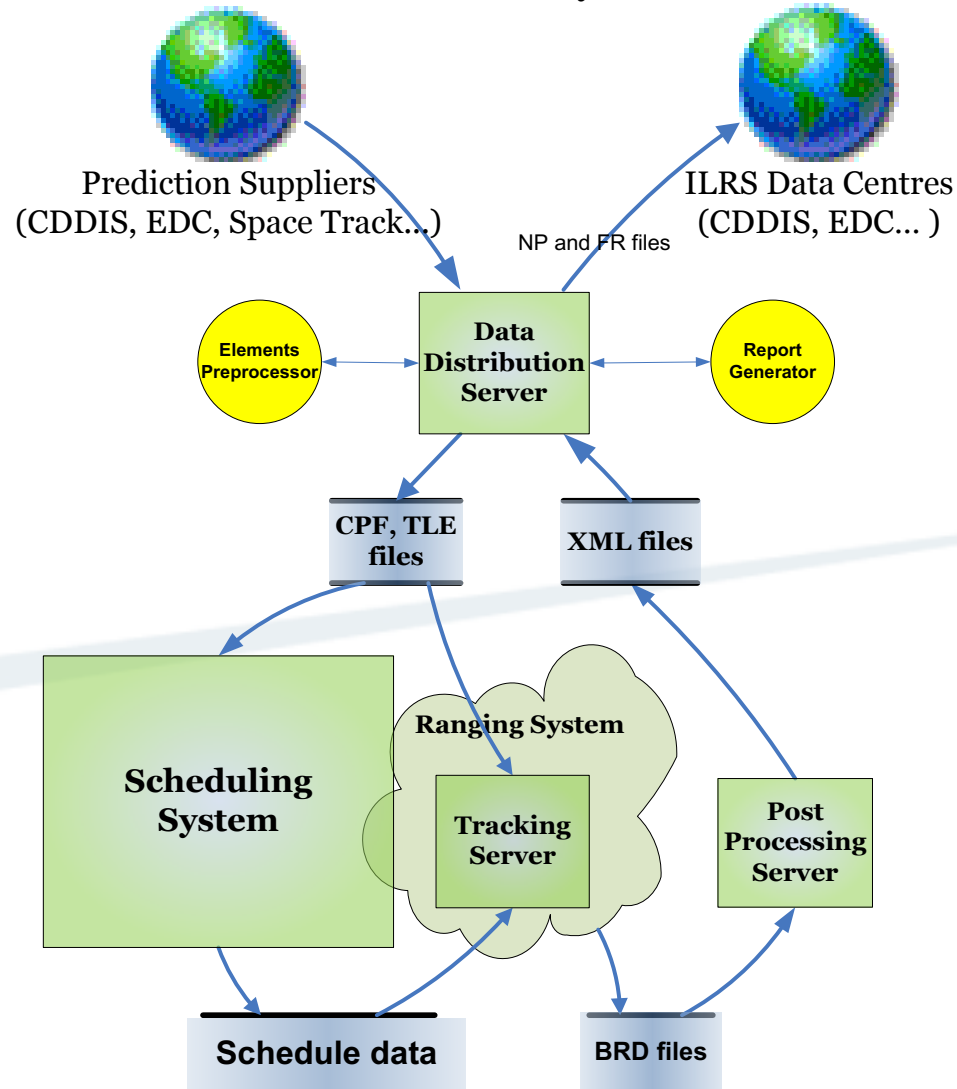 Prediction Suppliers
(CDDIS, EDC, Space Track...)
ILRS Data Centres
(CDDIS, EDC... )
NP and FR files
Data
Distribution
Server
Elements
Preprocessor
Report
Generator
CPF, TLE
files
XML files
Ranging System
Scheduling
System
Tracking
Server
Post
Processing
Server
Schedule data
BRD files